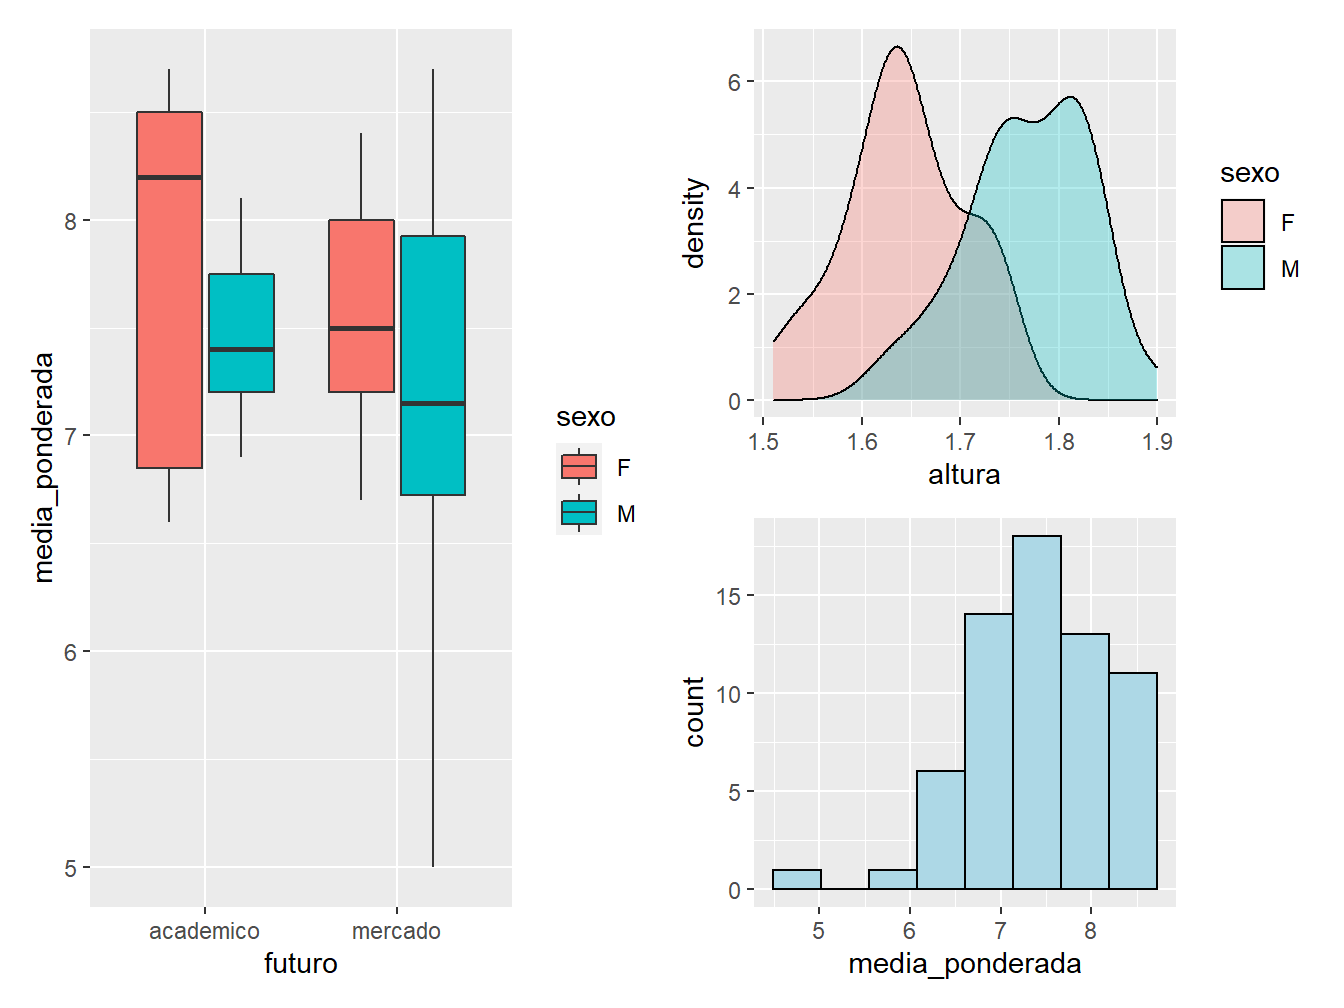 media_ponderada
8
7
6
5
academico mercado
futuro
sexo
F
M
density
6
4
2
0
1.5 1.6 1.7 1.8 1.9
altura
sexo
F
M
count
15
10
5
0
5 6 7 8
media_ponderada